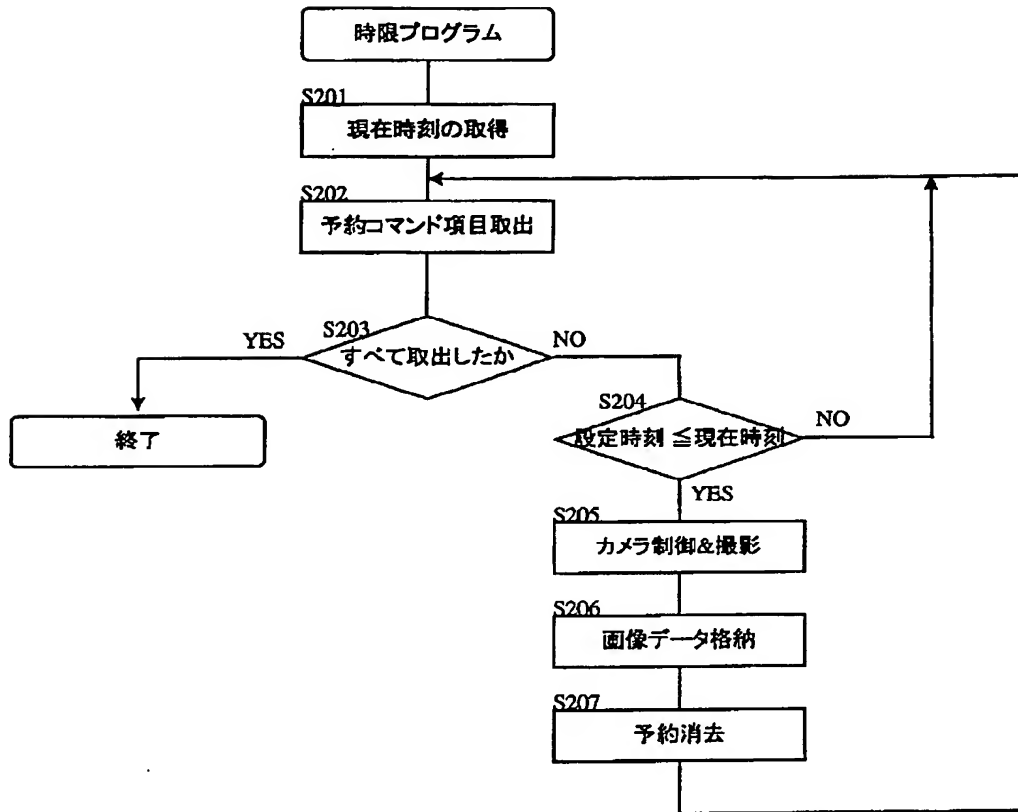 時限プログラム
S201
現在時刻の取得
S202
予約コマンド項目取出
S203
YES
すべて取出したか
NO
終了
S204
設定時刻 ≦現在時刻
NO
YES
S205
カメラ制御&撮影
S206
画像データ格納
S207
予約消去